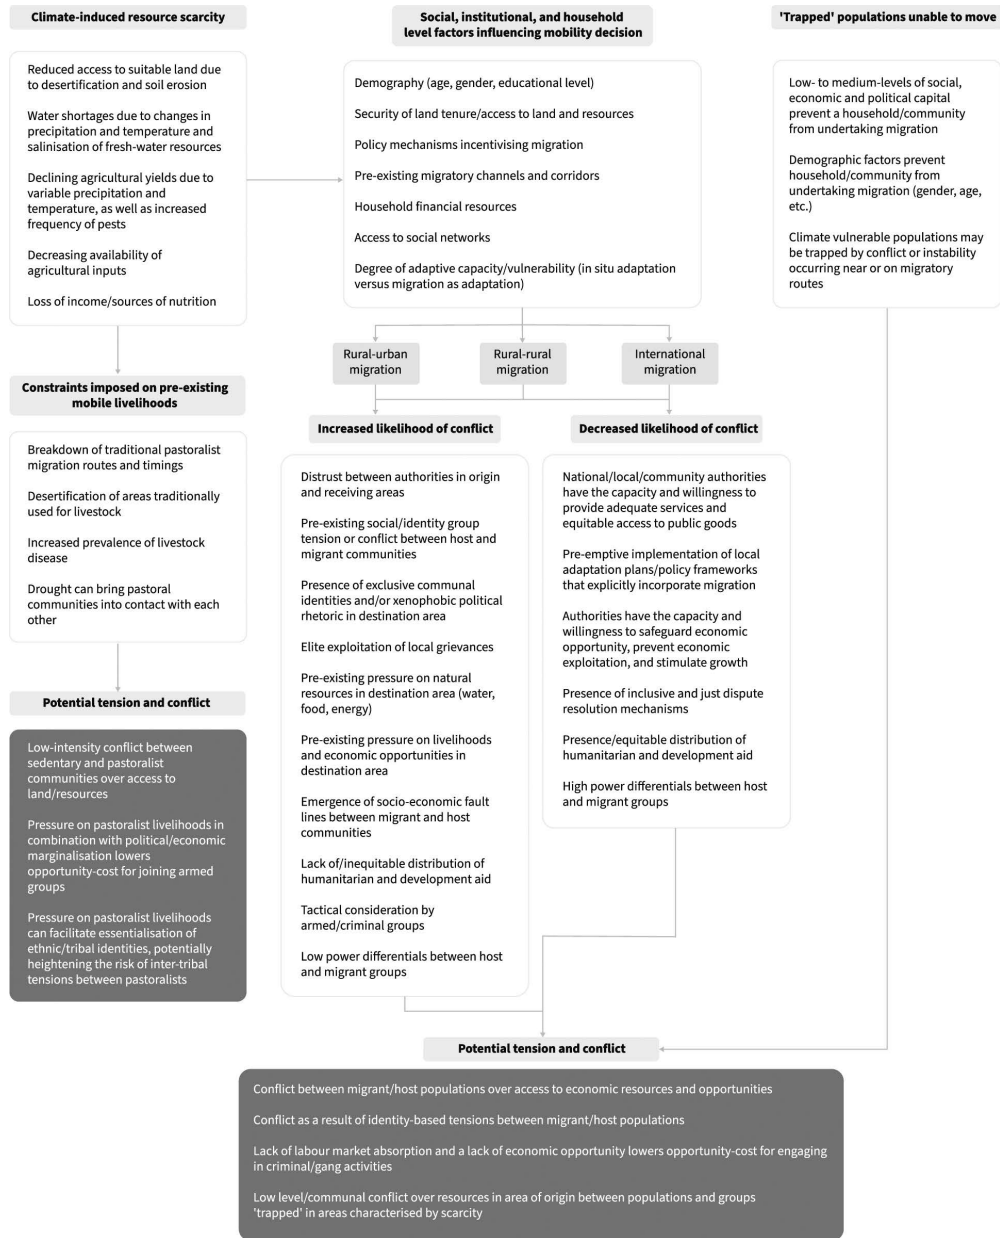 Climate-induced resource scarcity
Reduced access to suitable land due
to desertification and soil erosion
Water shortages due to changes in
precipitation and temperature and
salinisation of fresh-water resources
Declining agricultural yields due to
variable precipitation and
temperature, as well as increased
frequency of pests
Decreasing availability of
agricultural inputs
Loss of income/sources of nutrition
Constraints imposed on pre-existing
mobile livelihoods
Breakdown of traditional pastoralist
migration routes and timings
Desertification of areas traditionally
used for livestock
Increased prevalence of livestock
disease
Drought can bring pastoral
communities into contact with each
other
Potential tension and conflict
Low-intensity conflict between
sedentary and pastoralist
communities over access to
land/resources
Pressure on pastoralist livelihoods in
combination with political/economic
marginalisation lowers
opportunity-cost for joining armed
groups
Pressure on pastoralist livelihoods
can facilitate essentialisation of
ethnic/tribal identities, potentially
heightening the risk of inter-tribal
tensions between pastoralists
Social, institutional, and household
level factors influencing mobility decision
Demography (age, gender, educational level)
Security of land tenure/access to land and resources
Policy mechanisms incentivising migration
Pre-existing migratory channels and corridors
Household financial resources
Access to social networks
Degree of adaptive capacity/vulnerability (in situ adaptation
versus migration as adaptation)
Rural-urban
migration
Rural-rural
migration
International
migration
Increased likelihood of conflict
Distrust between authorities in origin
and receiving areas
Pre-existing social/identity group
tension or conflict between host and
migrant communities
Presence of exclusive communal
identities and/or xenophobic political
rhetoric in destination area
Elite exploitation of local grievances
Pre-existing pressure on natural
resources in destination area (water,
food, energy)
Pre-existing pressure on livelihoods
and economic opportunities in
destination area
Emergence of socio-economic fault
lines between migrant and host
communities
Lack of/inequitable distribution of
humanitarian and development aid
Tactical consideration by
armed/criminal groups
Low power differentials between host
and migrant groups
Decreased likelihood of conflict
National/local/community authorities
have the capacity and willingness to
provide adequate services and
equitable access to public goods
Pre-emptive implementation of local
adaptation plans/policy frameworks
that explicitly incorporate migration
Authorities have the capacity and
willingness to safeguard economic
opportunity, prevent economic
exploitation, and stimulate growth
Presence of inclusive and just dispute
resolution mechanisms
Presence/equitable distribution of
humanitarian and development aid
High power differentials between host
and migrant groups
'Trapped' populations unable to move
Low- to medium-levels of social,
economic and political capital
prevent a household/community
from undertaking migration
Demographic factors prevent
household/community from
undertaking migration (gender, age,
etc.)
Climate vulnerable populations may
be trapped by conflict or instability
occurring near or on migratory
routes
Potential tension and conflict
Conflict between migrant/host populations over access to economic resources and opportunities
Conflict as a result of identity-based tensions between migrant/host populations
Lack of labour market absorption and a lack of economic opportunity lowers opportunity-cost for engaging
in criminal/gang activities
Low level/communal conflict over resources in area of origin between populations and groups
'trapped' in areas characterised by scarcity